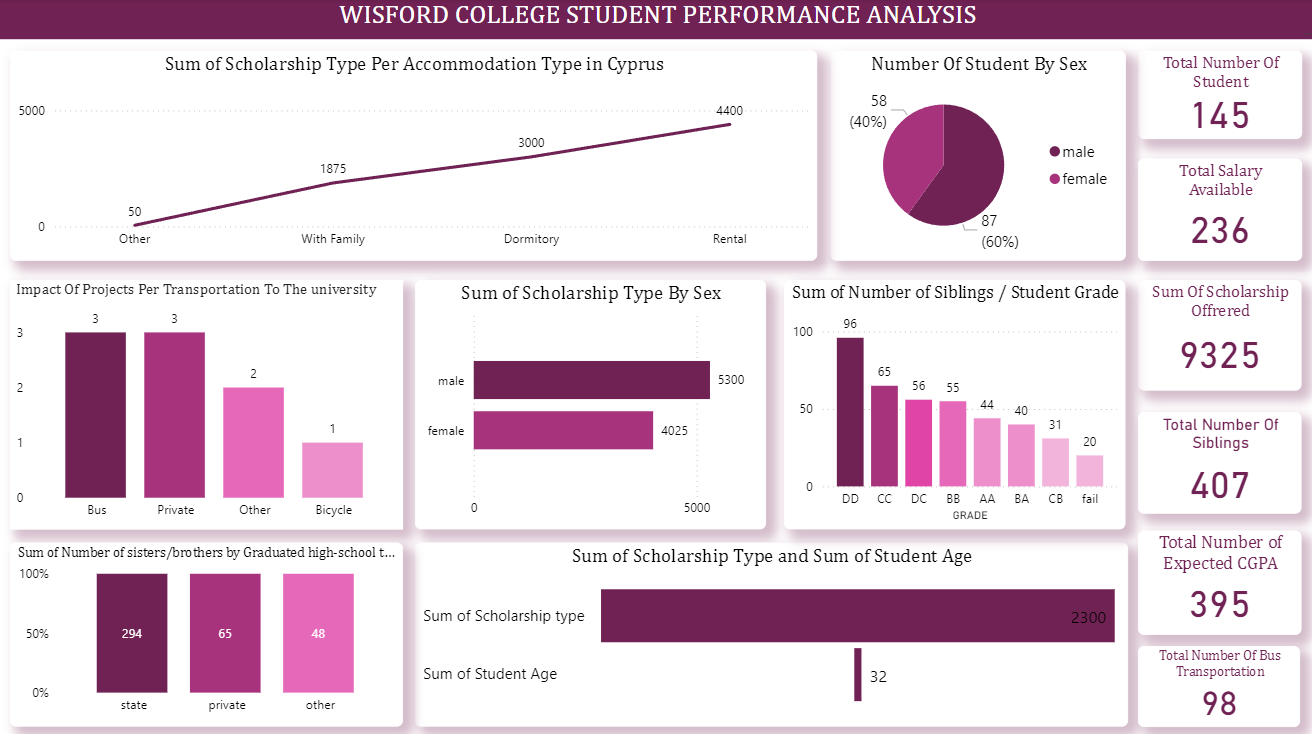 WISFORD COLLEGE STUDENT PERFORMANCE ANALYSIS
Sum of Scholarship Type Per Accommodation Type in Cyprus
5000
0
50
1875
3000
4400
Other
With Family
Dormitory
Rental
Number Of Student By Sex
58
(40%)
87
(60%)
male
female
Total Number Of
Student
145
Total Salary
Available
236
Impact Of Projects Per Transportation To The university
3
2
1
0
3
3
2
1
Bus
Private
Other
Bicycle
Sum of Scholarship Type By Sex
male
5300
female
4025
0
5000
Sum of Number of Siblings / Student Grade
100
50
0
96
65
56
55
44
40
31
20
DD
CC
DC
BB
AA
BA
CB
fail
GRADE
Sum Of Scholarship
Offrered
9325
Total Number Of
Siblings
407
Sum of Number of sisters/brothers by Graduated high-school t...
100%
50%
0%
294
65
48
state
private
other
Sum of Scholarship Type and Sum of Student Age
Sum of Scholarship type
2300
Sum of Student Age
32
Total Number of
Expected CGPA
395
Total Number Of Bus
Transportation
98